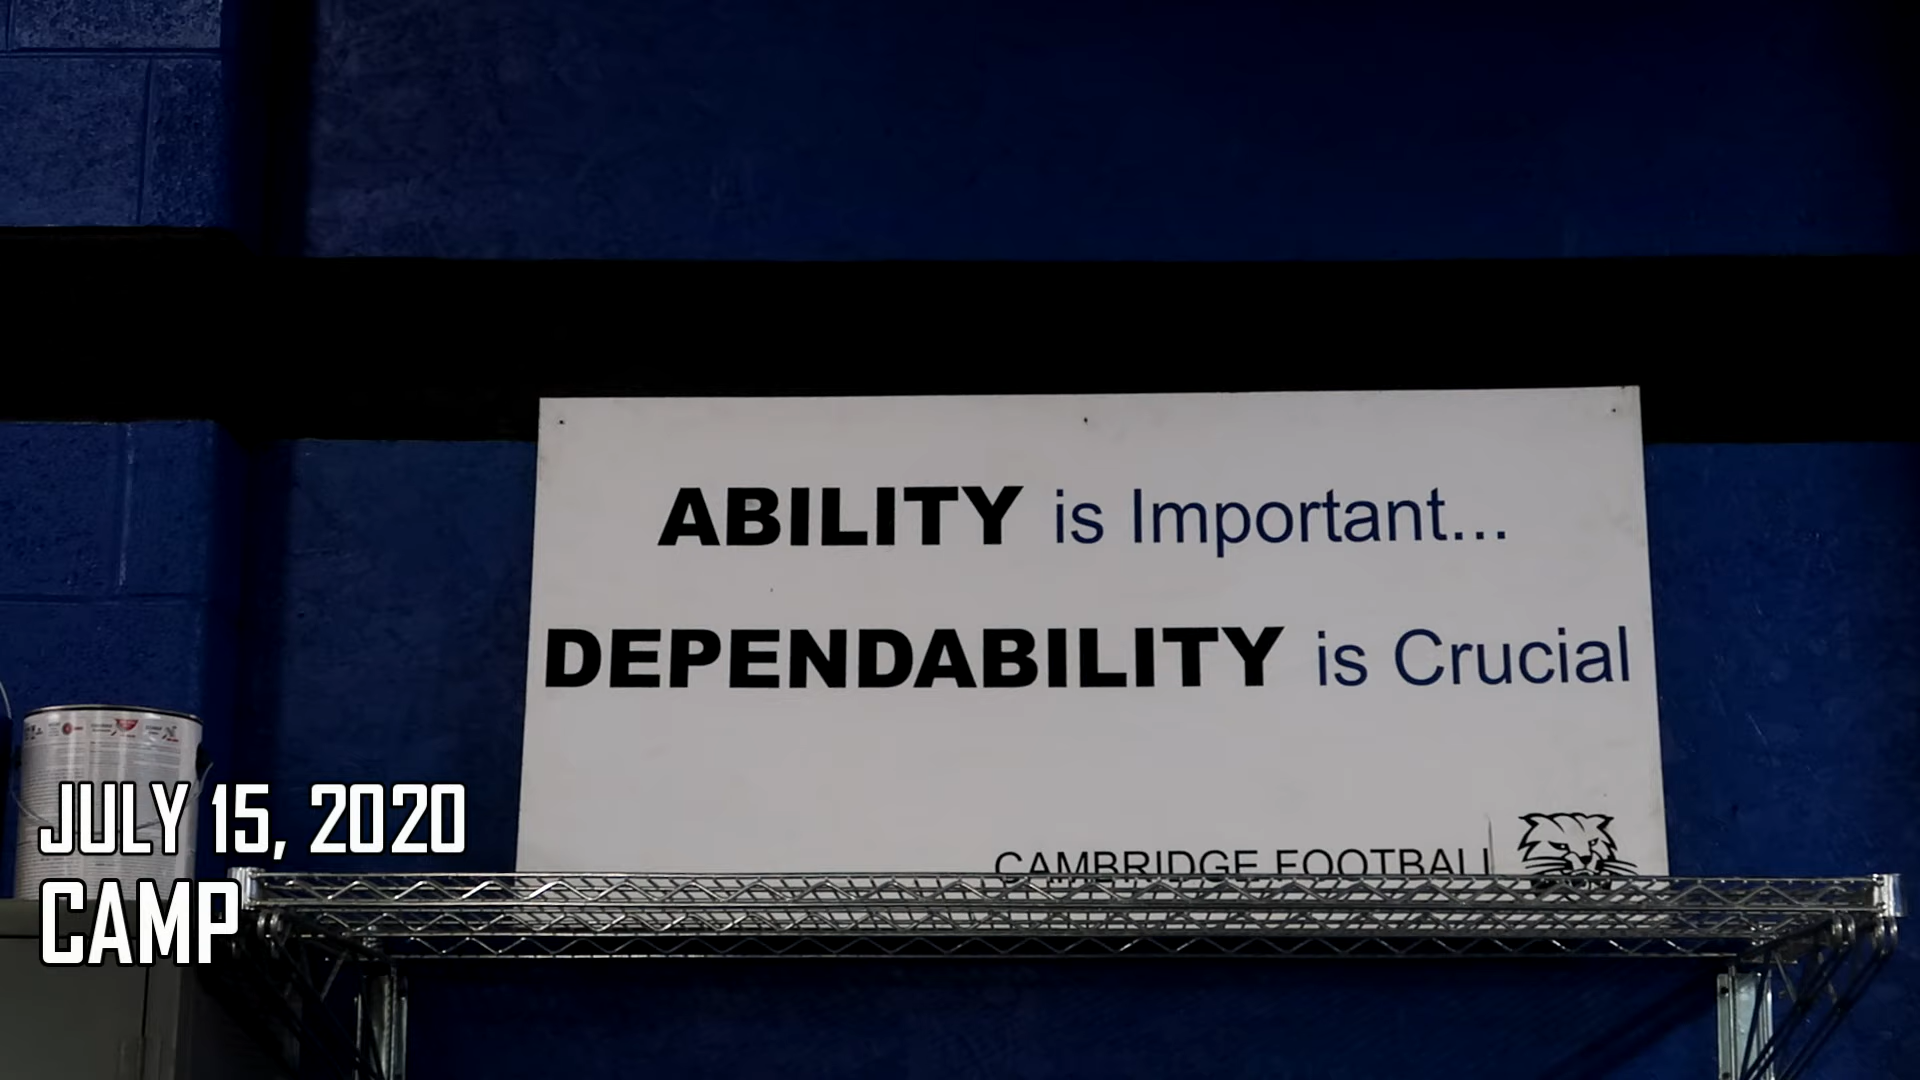 ABILITY is Important...
DEPENDABILITY is Crucial
CAMBRIDGE FOOTBALL
JULY 15, 2020
CAMP